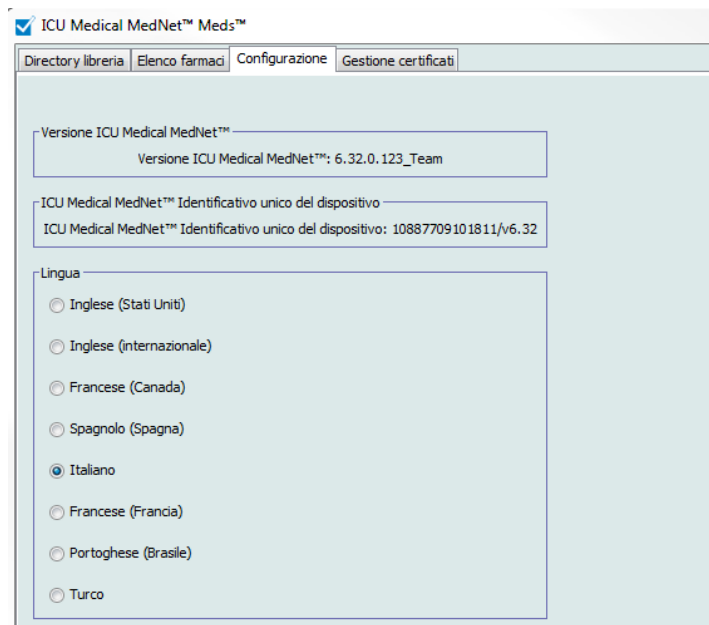 ICU Medical MedNet™ Meds™
Directory libreria Elenco farmaci Configurazione Gestione certificati
Versione ICU Medical MedNet™
Versione ICU Medical MedNet™: 6.32.0.123_Team
ICU Medical MedNet™ Identificativo unico del dispositivo
ICU Medical MedNet™ Identificativo unico del dispositivo: 10887709101811/v6.32
Lingua
Inglese (Stati Uniti)
Inglese (internazionale)
Francese (Canada)
Spagnolo (Spagna)
Italiano
Francese (Francia)
Portoghese (Brasile)
Turco